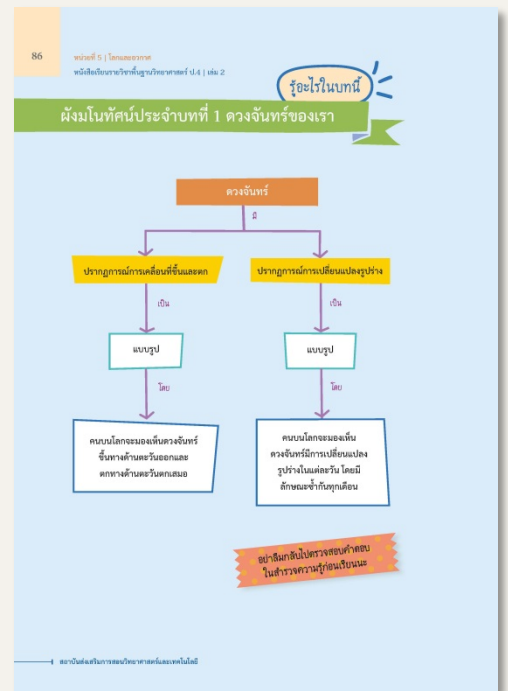 86
หน่วยที่ 5 | โลกและอวกาศ
หนังสือเรียนรายวิชาพื้นฐานวิทยาศาสตร์ ป.4 | เล่ม 2
รู้อะไรในบทนี้
ผังมโนทัศน์ประจำบทที่ 1 ดวงจันทร์ของเรา
ดวงจันทร์
มี
ปรากฏการณ์การเคลื่อนที่ขึ้นและตก
ปรากฏการณ์การเปลี่ยนแปลงรูปร่าง
เป็น
เป็น
แบบรูป
แบบรูป
โดย
โดย
คนบนโลกจะมองเห็นดวงจันทร์
ขึ้นทางด้านตะวันออกและ
ตกทางด้านตะวันตกเสมอ
คนบนโลกจะมองเห็น
ดวงจันทร์มีการเปลี่ยนแปลง
รูปร่างในแต่ละวัน โดยมี
ลักษณะซ้ำกันทุกเดือน
อย่าลืมกลับไปตรวจสอบคำตอบ
ในสำรวจความรู้ก่อนเรียนนะ
สถาบันส่งเสริมการสอนวิทยาศาสตร์และเทคโนโลยี